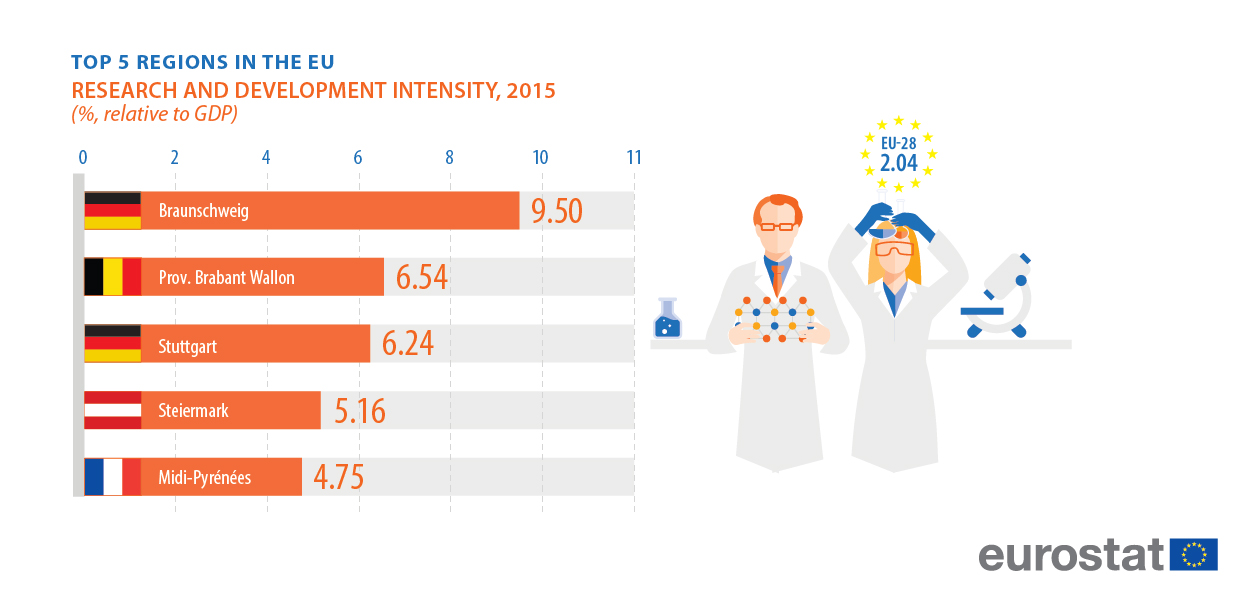 TOP 5 REGIONS IN THE EU
RESEARCH AND DEVELOPMENT INTENSITY, 2015
(%, relative to GDP)
0 2 4 6 8 10 11
Braunschweig 9.50
Prov. Brabant Wallon 6.54
Stuttgart 6.24
Steiermark 5.16
Midi-Pyrénées 4.75
EU-28
2.04
eurostat